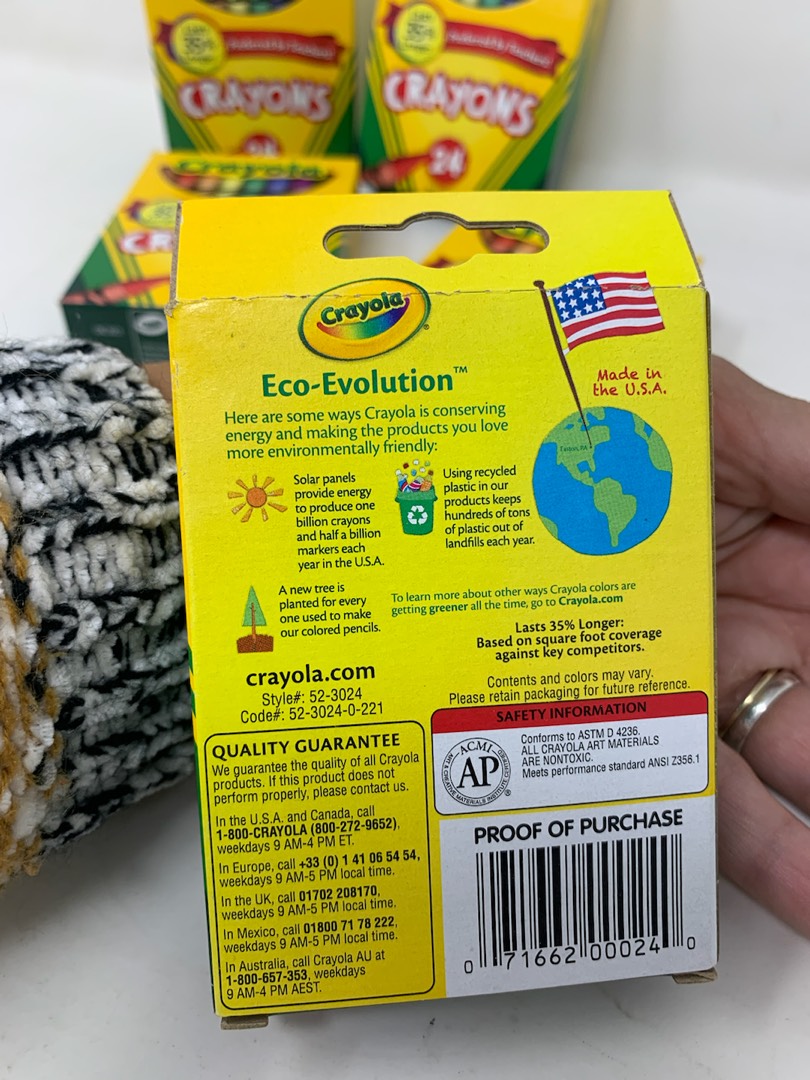 CRAYONS
CRAYONS
24
Crayola
Crayola
Eco-Evolution™
Here are some ways Crayola is conserving
energy and making the products you love
more environmentally friendly:
Made in
the U.S.A.
Easton, PA
Solar panels
provide energy
to produce one
billion crayons
and half a billion
markers each
year in the U.S.A.
Using recycled
plastic in our
products keeps
hundreds of tons
of plastic out of
landfills each year.
A new tree is
planted for every
one used to make
our colored pencils.
To learn more about other ways Crayola colors are
getting greener all the time, go to Crayola.com
Lasts 35% Longer:
Based on square foot coverage
against key competitors.
Contents and colors may vary.
Please retain packaging for future reference.
crayola.com
Style#: 52-3024
Code#: 52-3024-0-221
QUALITY GUARANTEE
We guarantee the quality of all Crayola
products. If this product does not
perform properly, please contact us.
In the U.S.A. and Canada, call
1-800-CRAYOLA (800-272-9652),
weekdays 9 AM-4 PM ET.
In Europe, call +33 (0) 1 41 06 54 54,
weekdays 9 AM-5 PM local time.
In the UK, call 01702 208170,
weekdays 9 AM-5 PM local time.
In Mexico, call 01800 71 78 222,
weekdays 9 AM-5 PM local time.
In Australia, call Crayola AU at
1-800-657-353, weekdays
9 AM-4 PM AEST.
SAFETY INFORMATION
ACMI
AP
ART & CREATIVE MATERIALS INSTITUTE CERTIFIED
Conforms to ASTM D 4236.
ALL CRAYOLA ART MATERIALS
ARE NONTOXIC.
Meets performance standard ANSI Z356.1
PROOF OF PURCHASE
0 71662 00024 0